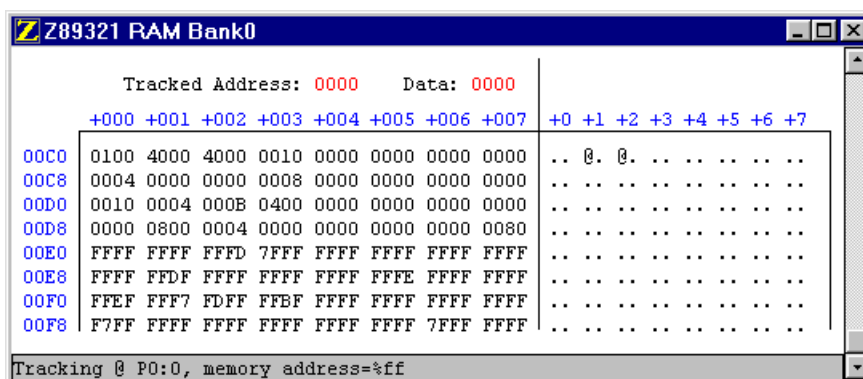 Z89321 RAM Bank0
Tracked Address: 0000 Data: 0000
+000 +001 +002 +003 +004 +005 +006 +007 +0 +1 +2 +3 +4 +5 +6 +7
00C0 0100 4000 4000 0010 0000 0000 0000 0000 .. @. @. .. .. .. .. ..
00C8 0004 0000 0000 0008 0000 0000 0000 0000 .. .. .. .. .. .. .. ..
00D0 0010 0004 000B 0400 0000 0000 0000 0000 .. .. .. .. .. .. .. ..
00D8 0000 0800 0004 0000 0000 0000 0000 0080 .. .. .. .. .. .. .. ..
00E0 FFFF FFFF FFFD 7FFF FFFF FFFF FFFF FFFF .. .. .. .. .. .. .. ..
00E8 FFFF FFDF FFFF FFFF FFFF FFFE FFFF FFFF .. .. .. .. .. .. .. ..
00F0 FFEF FFF7 FDFF FFBF FFFF FFFF FFFF FFFF .. .. .. .. .. .. .. ..
00F8 F7FF FFFF FFFF FFFF FFFF FFFF 7FFF FFFF .. .. .. .. .. .. .. ..
Tracking @ P0:0, memory address=%ff